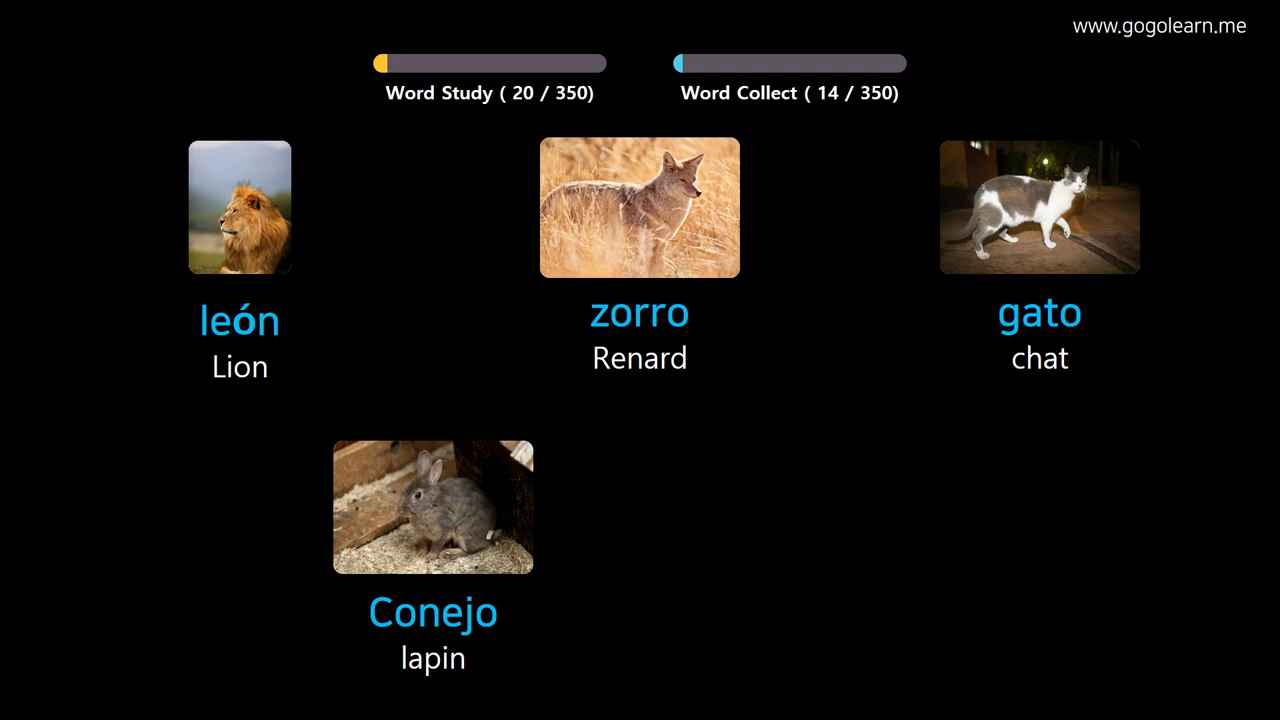 www.gogolearn.me
Word Study ( 20 / 350)
Word Collect ( 14 / 350)
león
Lion
zorro
Renard
gato
chat
Conejo
lapin